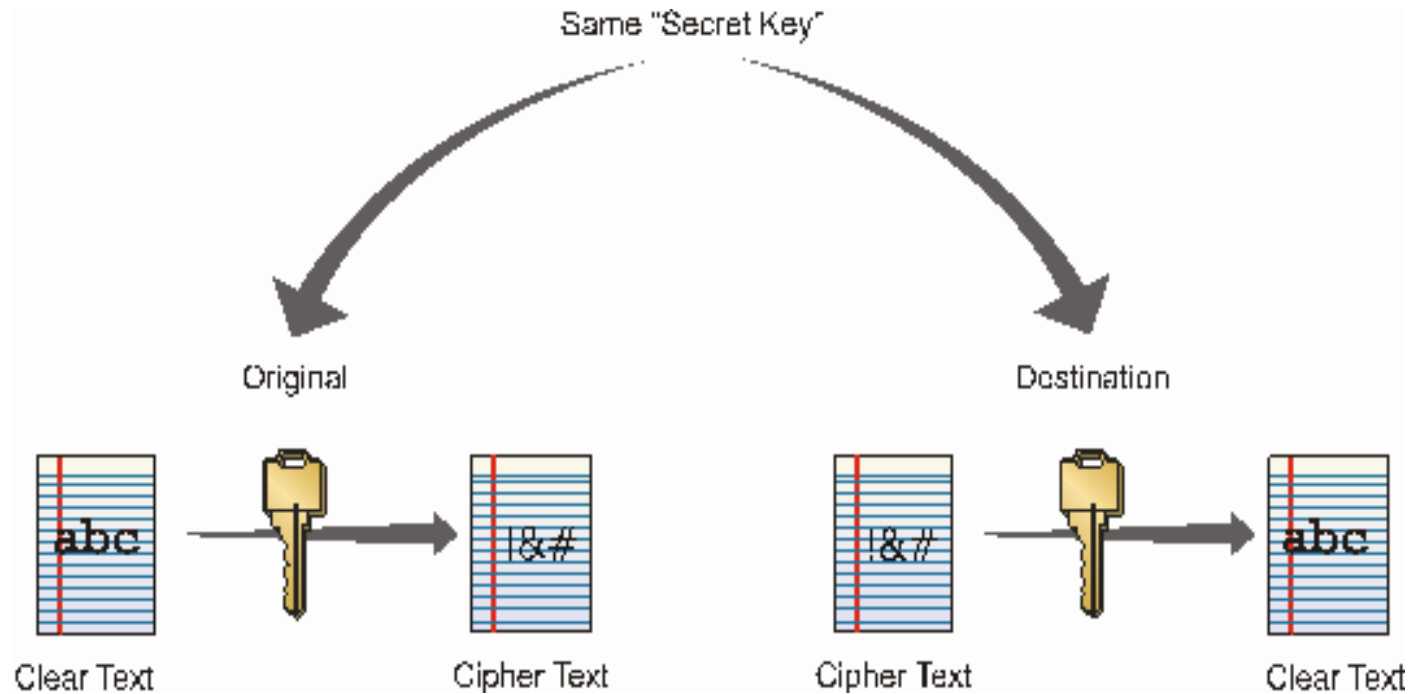 Same "Secret Key"
Original
Destination
abc
!&#
!&#
abc
Clear Text
Cipher Text
Cipher Text
Clear Text